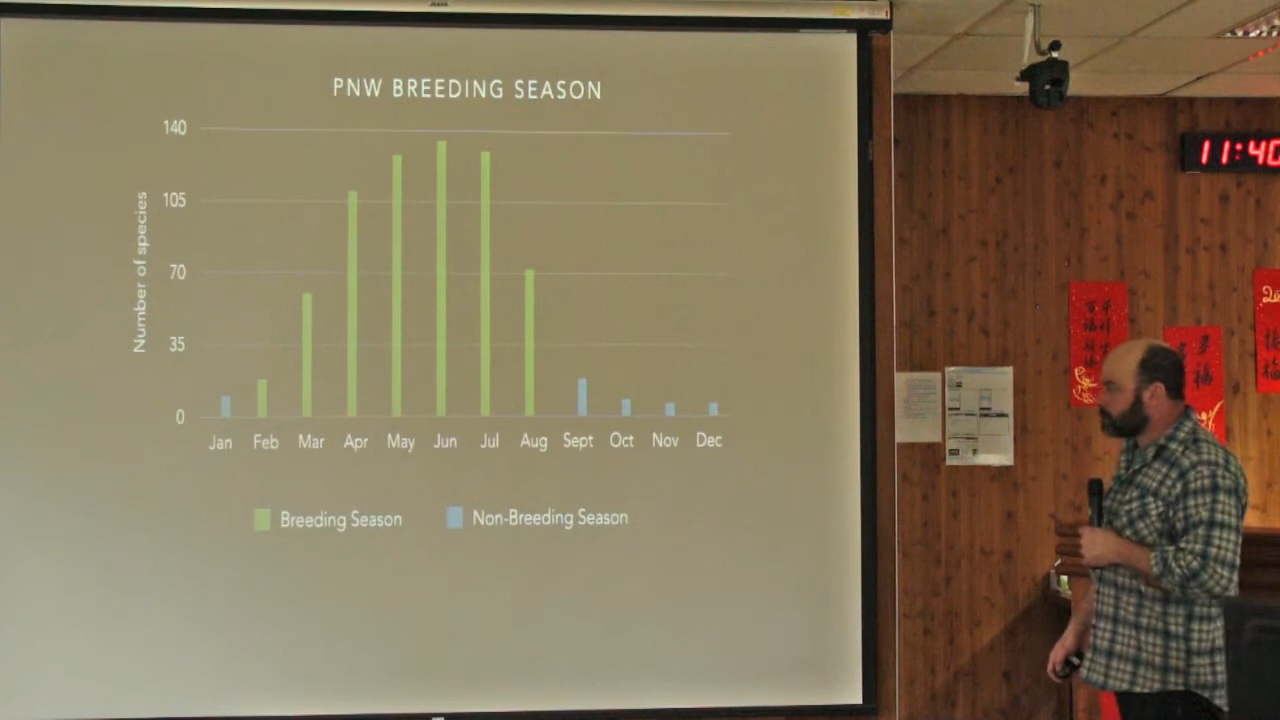 PNW BREEDING SEASON
140
105
70
35
0
Number of species
Jan Feb Mar Apr May Jun Jul Aug Sept Oct Nov Dec
Breeding Season Non-Breeding Season
11:40
福